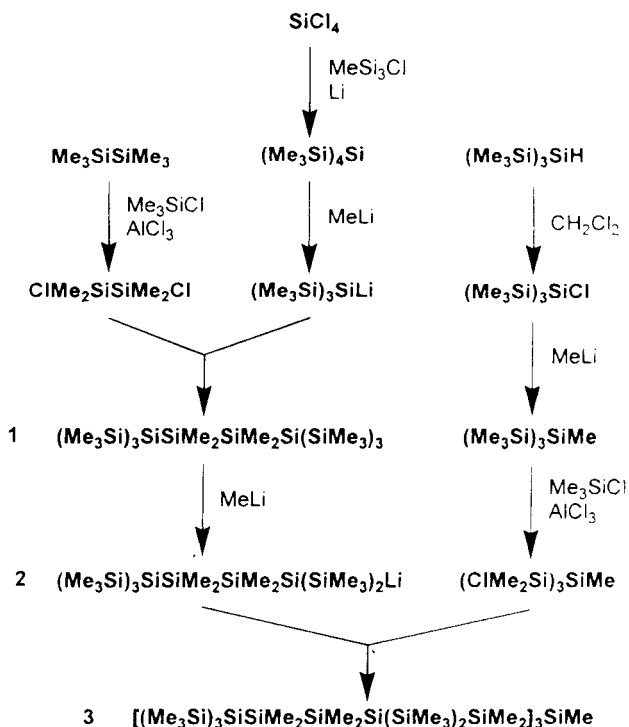 SiCl4
MeSi3Cl
Li
Me3SiSiMe3 (Me3Si)4Si (Me3Si)3SiH
Me3SiCl
AlCl3
MeLi
CH2Cl2
ClMe2SiSiMe2Cl (Me3Si)3SiLi (Me3Si)3SiCl
MeLi
1 (Me3Si)3SiSiMe2SiMe2Si(SiMe3)3 (Me3Si)3SiMe
MeLi
Me3SiCl
AlCl3
2 (Me3Si)3SiSiMe2SiMe2Si(SiMe3)2Li (ClMe2Si)3SiMe
3 [(Me3Si)3SiSiMe2SiMe2Si(SiMe3)2SiMe2]3SiMe